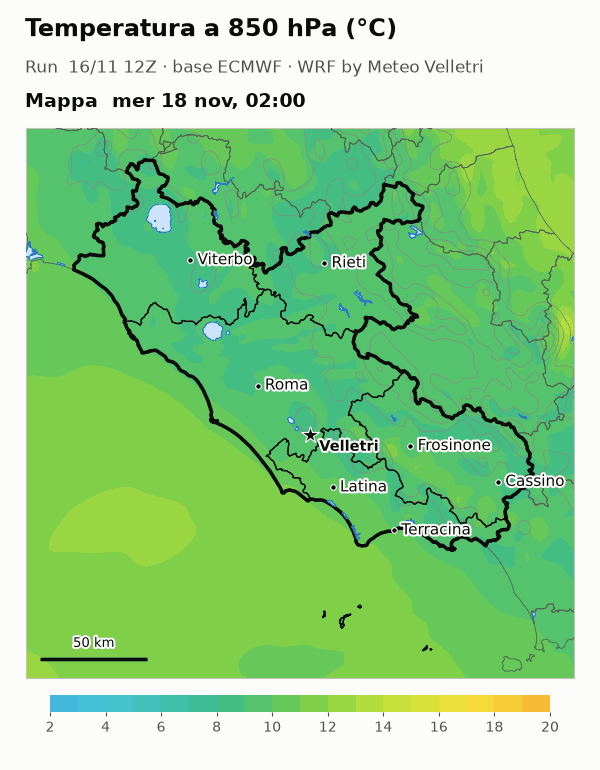 Temperatura a 850 hPa (°C)
Run  16/11 12Z · base ECMWF · WRF by Meteo Velletri
Mappa  mer 18 nov, 02:00
Viterbo
Rieti
Roma
Velletri
Frosinone
Cassino
Latina
Terracina
50 km
2 4 6 8 10 12 14 16 18 20